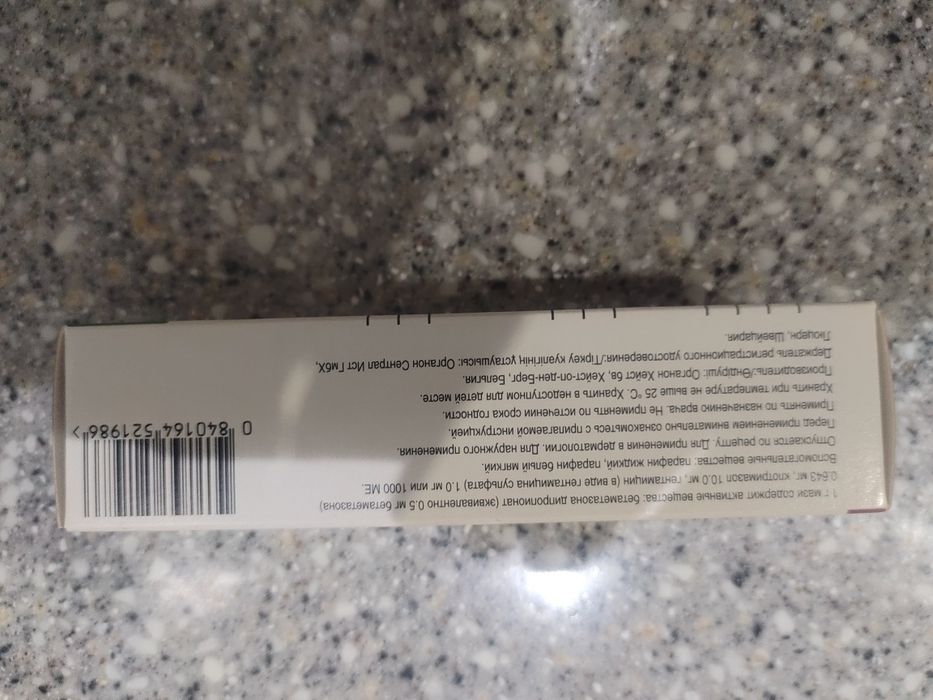 1 г мази содержит активные вещества: бетаметазона дипропионат (эквивалентно 0.5 мг бетаметазона)
0.643 мг, клотримазол 10.0 мг, гентамицин (в виде гентамицина сульфата) 1.0 мг или 1000 МЕ.
Вспомогательные вещества: парафин жидкий, парафин белый мягкий.
Отпускается по рецепту. Для применения в дерматологии. Для наружного применения.
Перед применением внимательно ознакомьтесь с прилагаемой инструкцией.
Применять по назначению врача. Не применять по истечении срока годности.
Хранить при температуре не выше 25 °С. Хранить в недоступном для детей месте.
Производитель/Өндіруші: Органон Хейст бв, Хейст-оп-ден-Берг, Бельгия.
Держатель регистрационного удостоверения/Тіркеу куәлігінің ұстаушысы: Органон Сентрал Ист ГмбХ,
Люцерн, Швейцария.
0 840164 521986 >